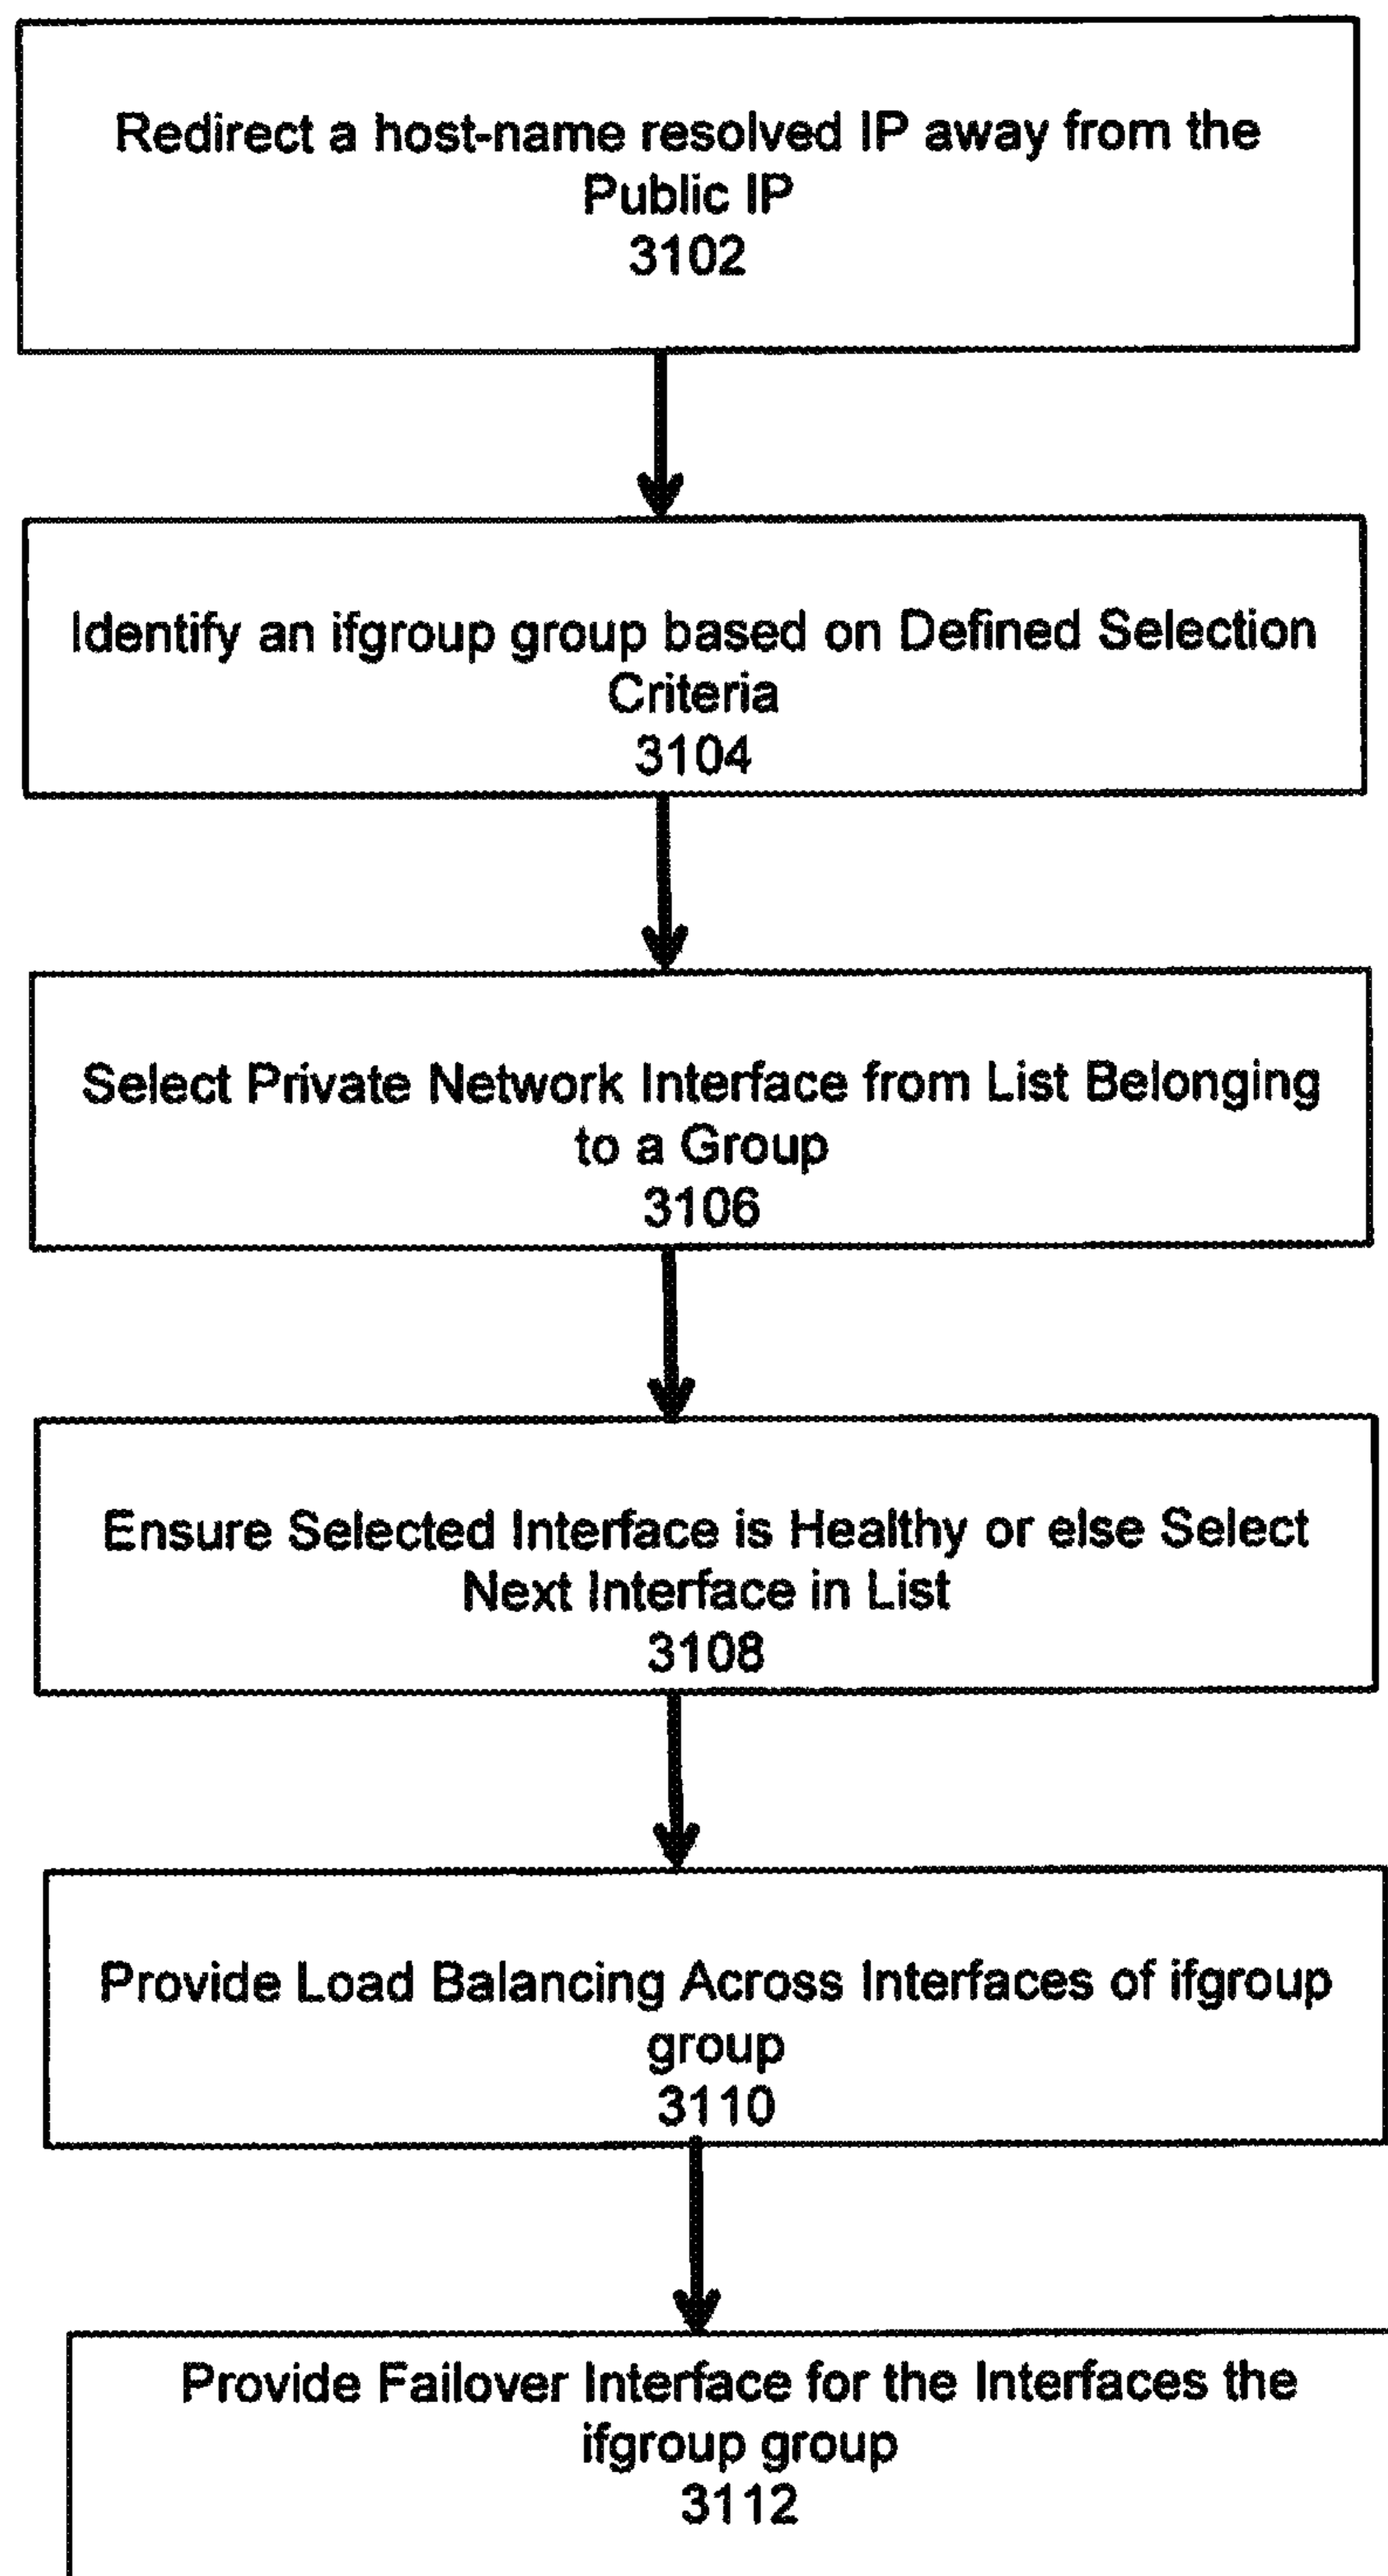 Redirect a host-name resolved IP away from the
Public IP
3102
Identify an ifgroup group based on Defined Selection
Criteria
3104
Select Private Network Interface from List Belonging
to a Group
3106
Ensure Selected Interface is Healthy or else Select
Next Interface in List
3108
Provide Load Balancing Across Interfaces of ifgroup
group
3110
Provide Failover Interface for the Interfaces the
ifgroup group
3112